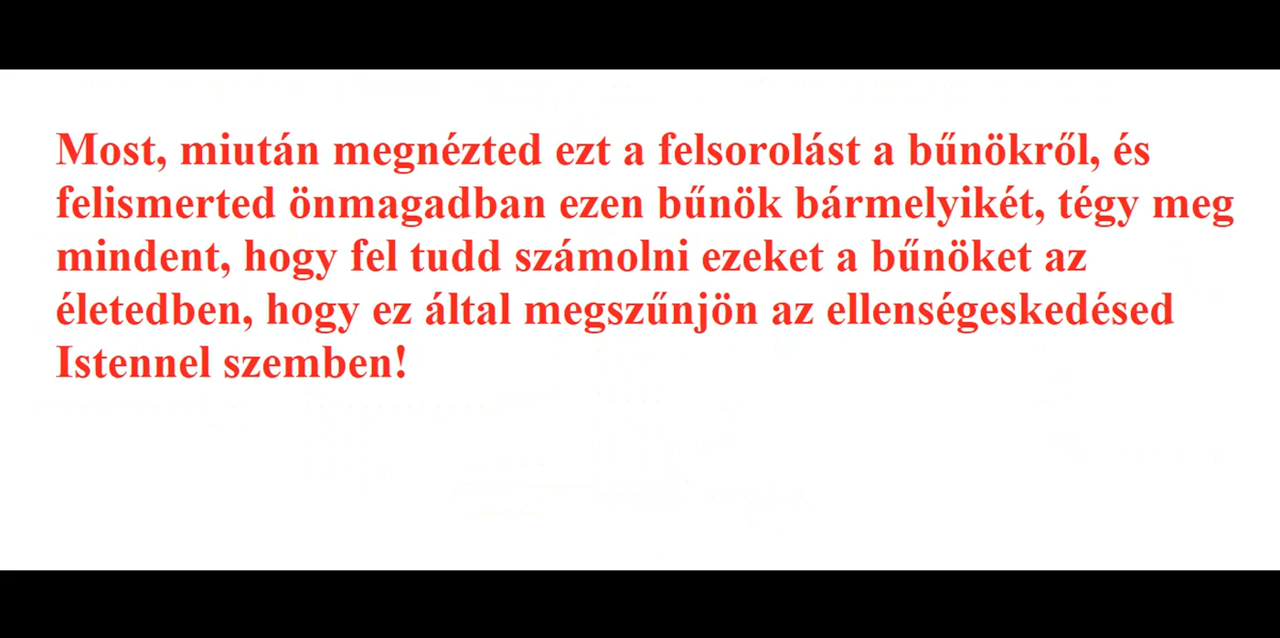 Most, miután megnézted ezt a felsorolást a bűnökről, és
felismerted önmagadban ezen bűnök bármelyikét, tégy meg
mindent, hogy fel tudd számolni ezeket a bűnöket az
életedben, hogy ez által megszűnjön az ellenségeskedésed
Istennel szemben!